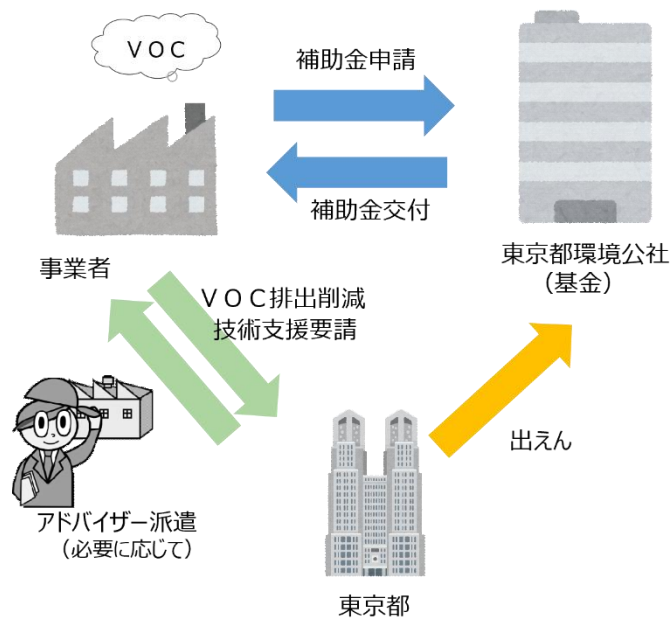 ＶＯＣ
補助金申請
補助金交付
事業者
東京都環境公社
（基金）
ＶＯＣ排出削減
技術支援要請
出えん
アドバイザー派遣
（必要に応じて）
東京都